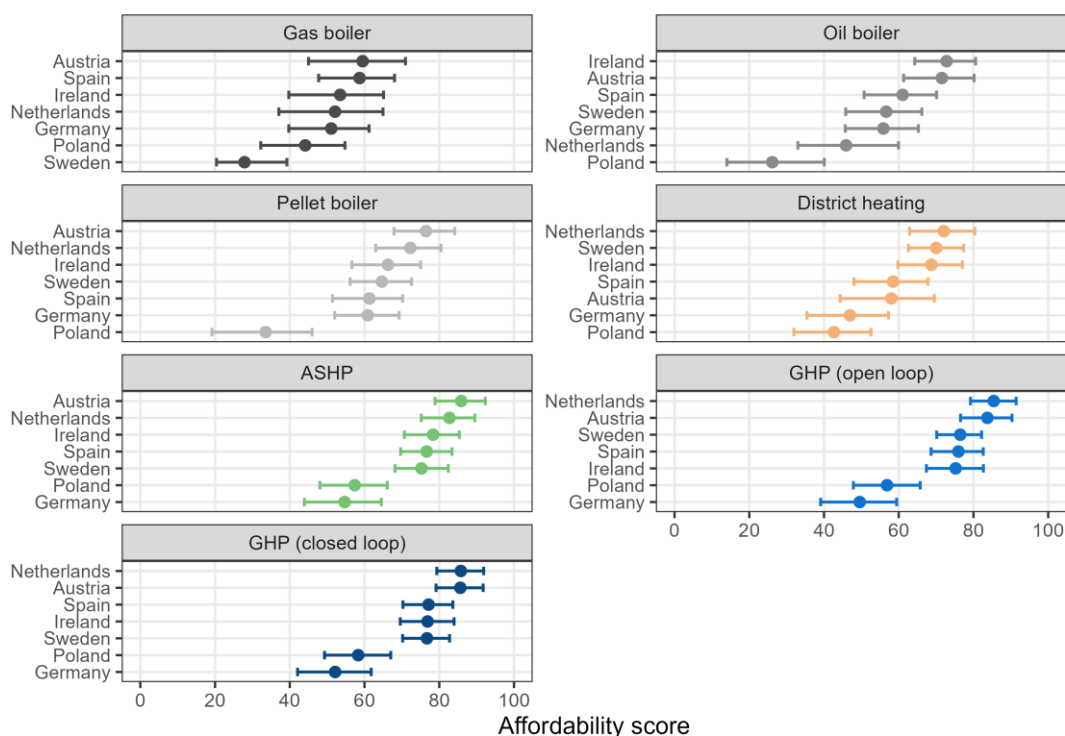 Gas boiler
Austria
Spain
Ireland
Netherlands
Germany
Poland
Sweden
Oil boiler
Ireland
Austria
Spain
Sweden
Germany
Netherlands
Poland
Pellet boiler
Austria
Netherlands
Ireland
Sweden
Spain
Germany
Poland
District heating
Netherlands
Sweden
Ireland
Spain
Austria
Germany
Poland
ASHP
Austria
Netherlands
Ireland
Spain
Sweden
Poland
Germany
GHP (open loop)
Netherlands
Austria
Sweden
Spain
Ireland
Poland
Germany
0 20 40 60 80 100
GHP (closed loop)
Netherlands
Austria
Spain
Ireland
Sweden
Poland
Germany
0 20 40 60 80 100
Affordability score